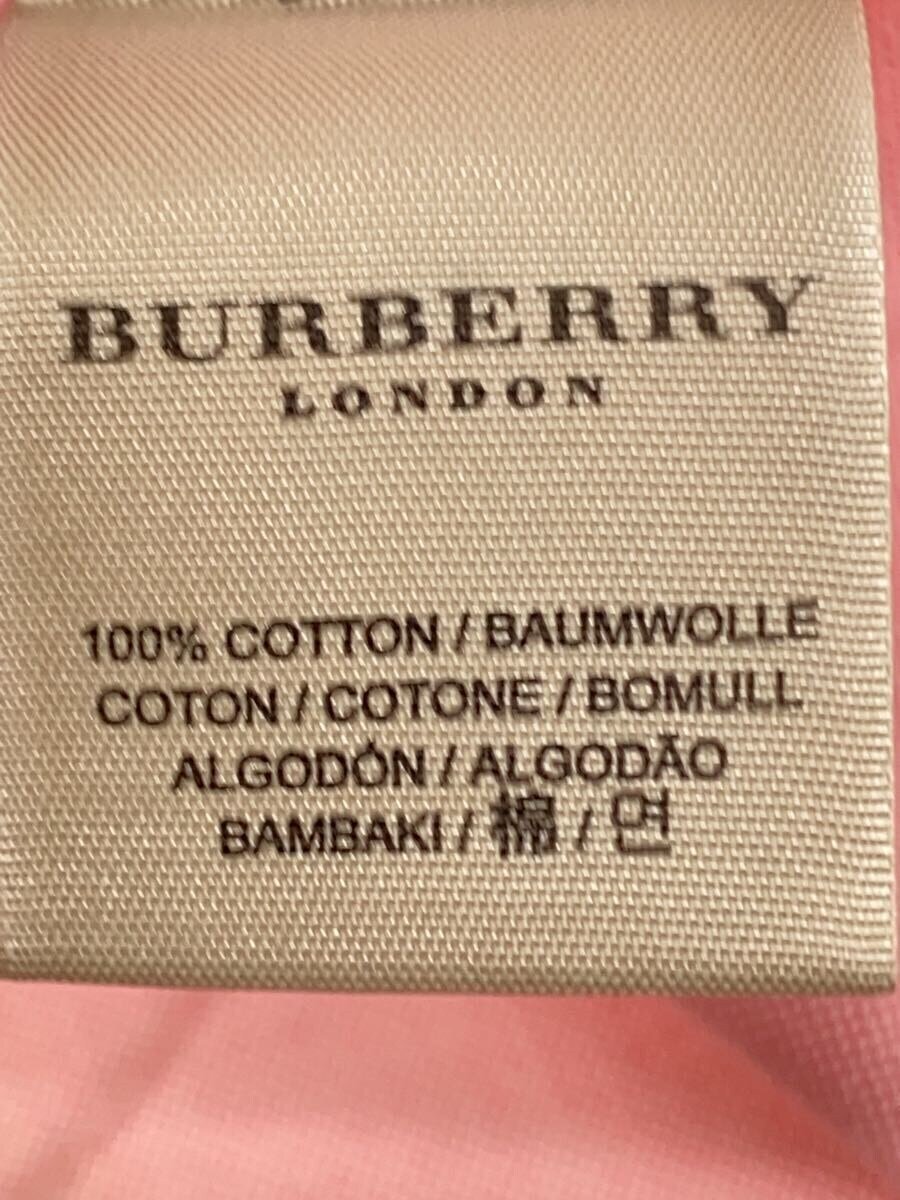 BURBERRY
LONDON
100% COTTON / BAUMWOLLE
COTON / COTONE / BOMULL
ALGODÓN / ALGODÃO
BAMBAKI / 棉 / 면